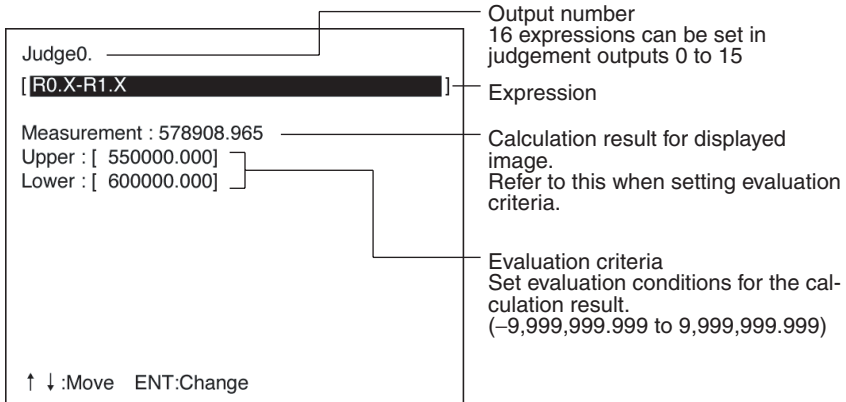 Judge0.
[R0.X-R1.X]
Measurement : 578908.965
Upper : [ 550000.000]
Lower : [ 600000.000]
↑ ↓ :Move ENT:Change
Output number
16 expressions can be set in
judgement outputs 0 to 15
Expression
Calculation result for displayed
image.
Refer to this when setting evaluation
criteria.
Evaluation criteria
Set evaluation conditions for the cal-
culation result.
(–9,999,999.999 to 9,999,999.999)